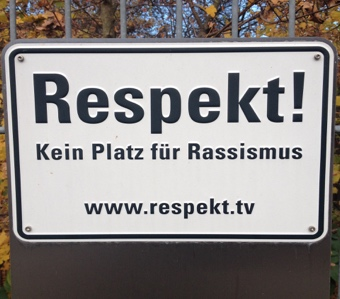 Respekt!
Kein Platz für Rassismus
www.respekt.tv